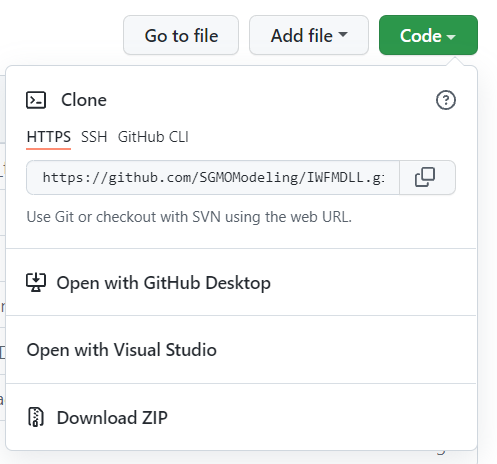 Go to file Add file Code
Clone
HTTPS SSH GitHub CLI
https://github.com/SGMOModeling/IWFMDLL.gi
Use Git or checkout with SVN using the web URL.
Open with GitHub Desktop
Open with Visual Studio
Download ZIP